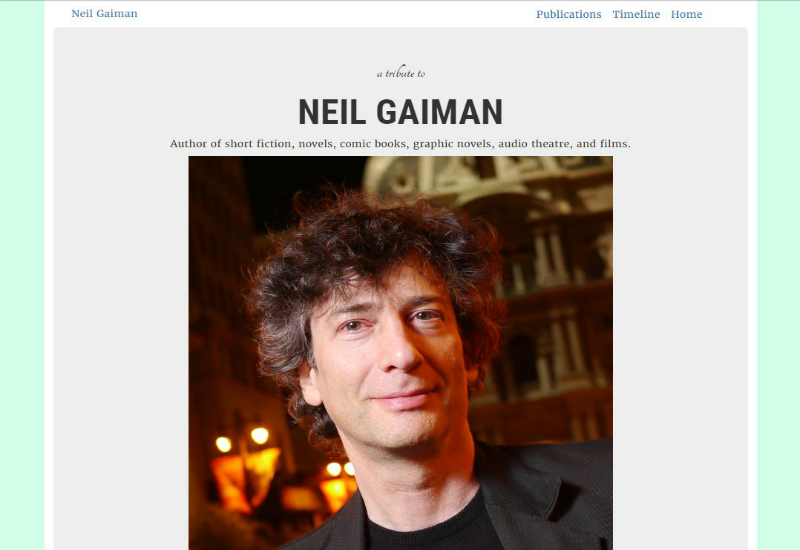 Neil Gaiman
Publications Timeline Home
a tribute to
NEIL GAIMAN
Author of short fiction, novels, comic books, graphic novels, audio theatre, and films.